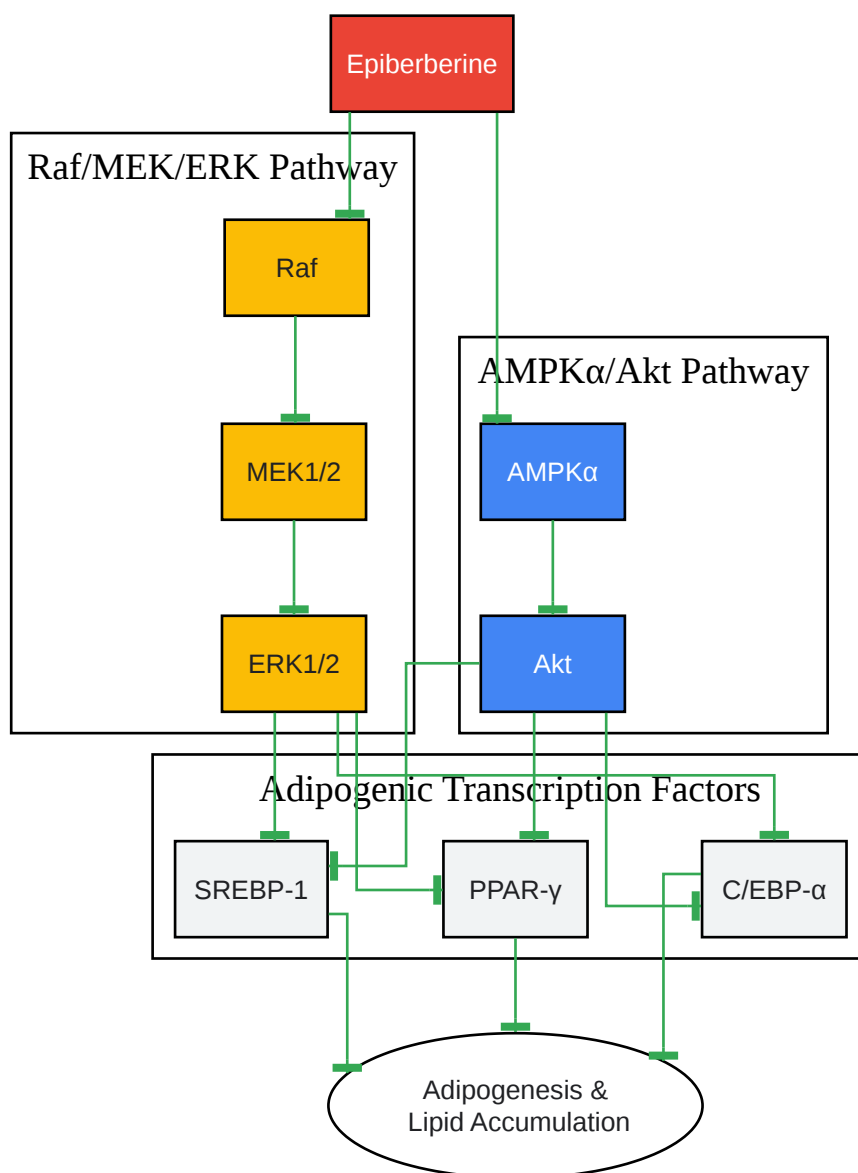 Epiberberine
Raf/MEK/ERK Pathway
Raf
AMPKα/Akt Pathway
MEK1/2
AMPKα
ERK1/2
Akt
Adipogenic Transcription Factors
SREBP-1
PPAR-γ
C/EBP-α
Adipogenesis &
Lipid Accumulation